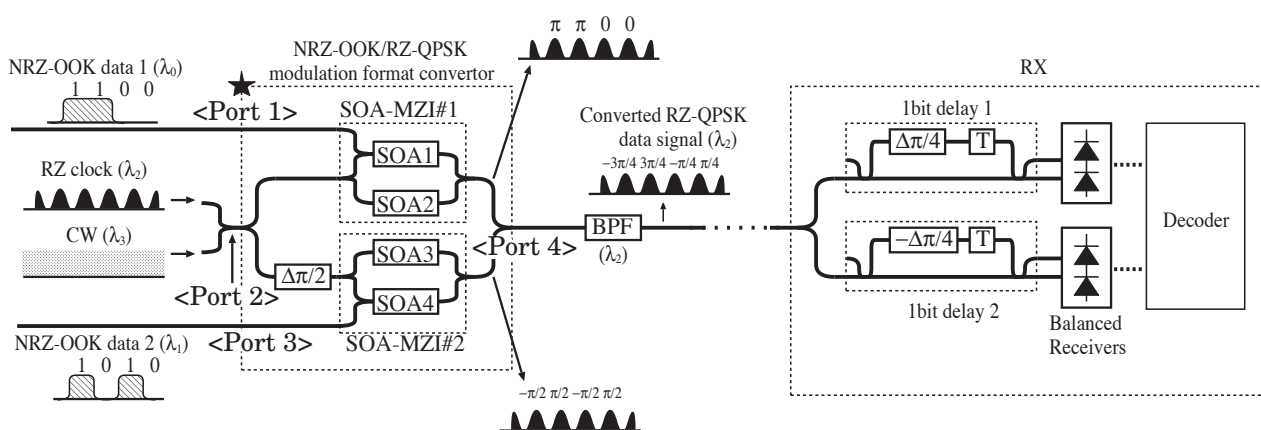 π π 0 0
NRZ-OOK/RZ-QPSK
modulation format convertor
NRZ-OOK data 1 (λ0)
1 1 0 0
<Port 1>
SOA-MZI#1
SOA1
SOA2
RZ clock (λ2)
CW (λ3)
<Port 2>
Δπ/2
SOA3
SOA4
SOA-MZI#2
<Port 3>
NRZ-OOK data 2 (λ1)
1 0 1 0
<Port 4>
−π/2 π/2 −π/2 π/2
Converted RZ-QPSK
data signal (λ2)
−3π/4 3π/4 −π/4 π/4
BPF
(λ2)
RX
1bit delay 1
Δπ/4
T
−Δπ/4
T
1bit delay 2
Balanced
Receivers
Decoder